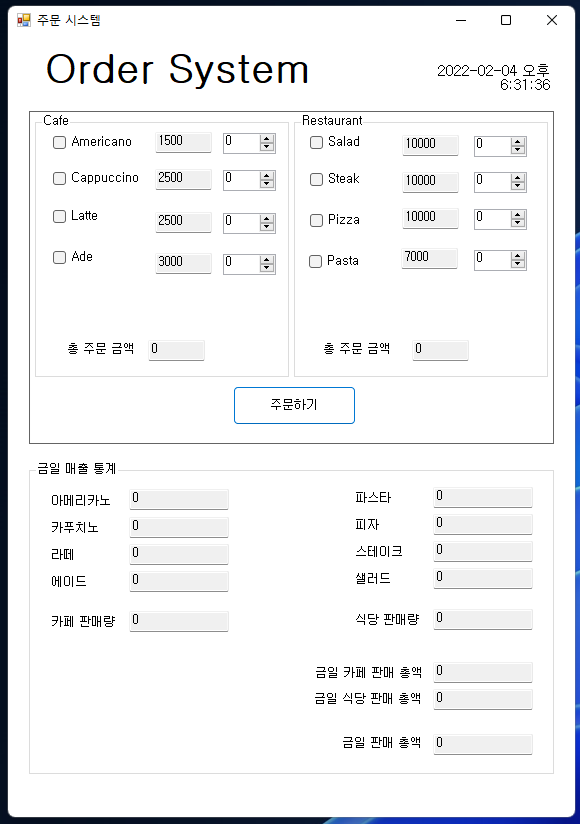 주문 시스템
Order System
2022-02-04 오후
6:31:36
Cafe
Americano 1500 0
Cappuccino 2500 0
Latte 2500 0
Ade 3000 0
총 주문 금액 0
Restaurant
Salad 10000 0
Steak 10000 0
Pizza 10000 0
Pasta 7000 0
총 주문 금액 0
주문하기
금일 매출 통계
아메리카노 0
카푸치노 0
라떼 0
에이드 0
카페 판매량 0
파스타 0
피자 0
스테이크 0
샐러드 0
식당 판매량 0
금일 카페 판매 총액 0
금일 식당 판매 총액 0
금일 판매 총액 0